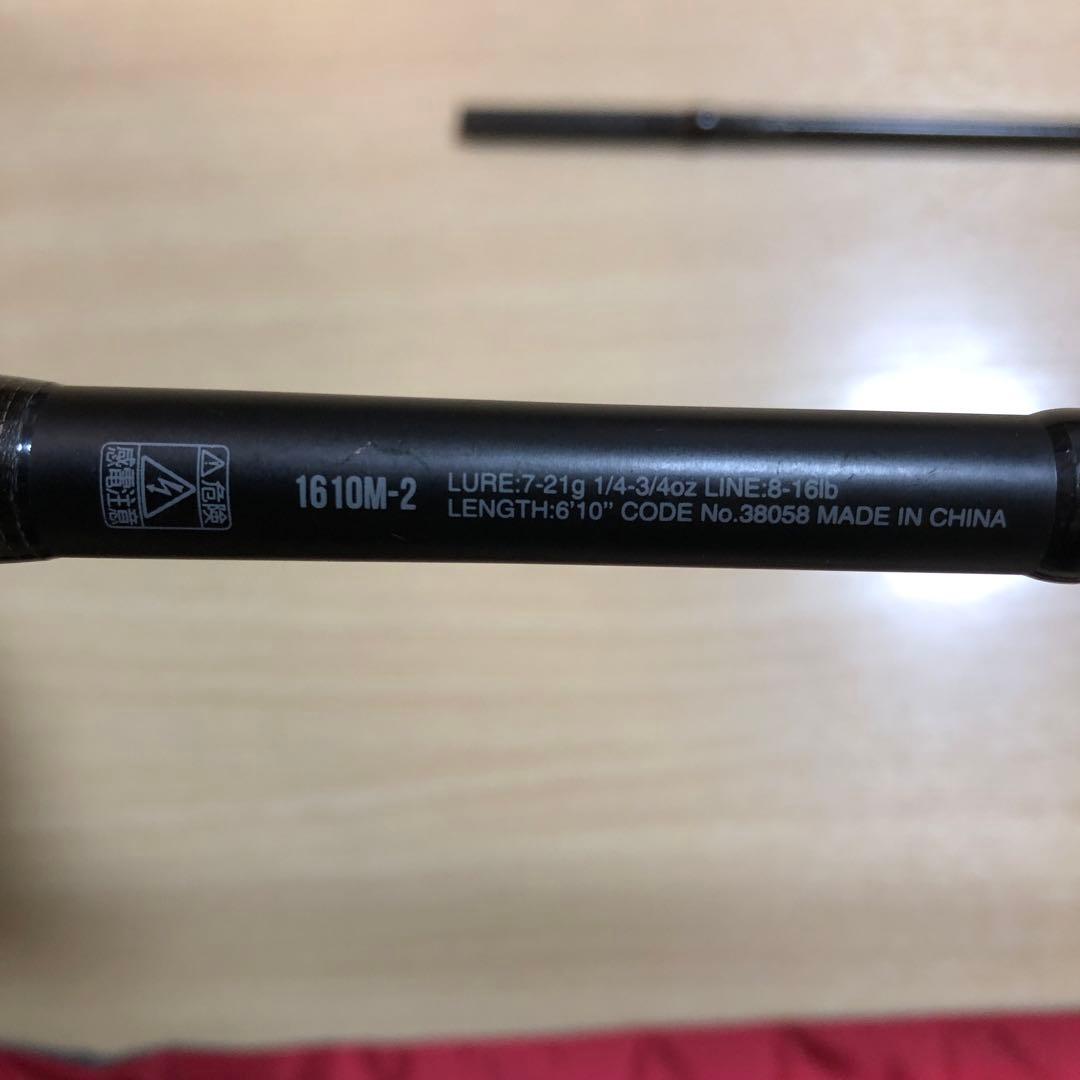 危険
感電注意
1610M-2
LURE:7-21g 1/4-3/4oz LINE:8-16lb
LENGTH:6'10" CODE No.38058 MADE IN CHINA